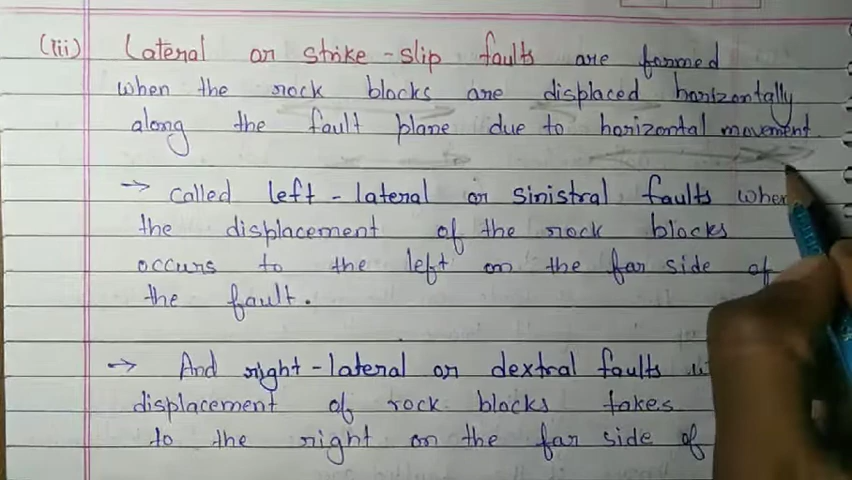 (iii) Lateral or strike-slip faults are formed
when the rock blocks are displaced horizontally
along the fault plane due to horizontal movement.
→ called left-lateral or sinistral faults when
the displacement of the rock blocks
occurs to the left on the far side of
the fault.
→ And right-lateral or dextral faults
displacement of rock blocks takes
to the right on the far side of